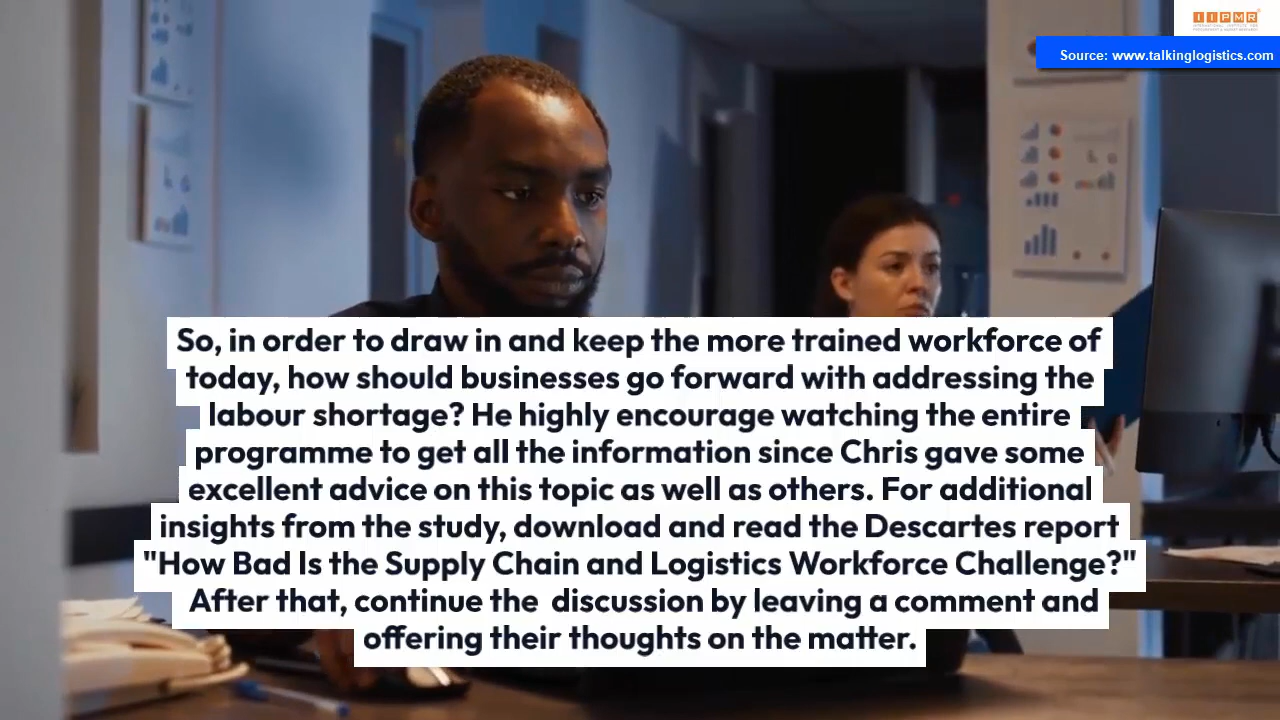 IIPMR
Source: www.talkinglogistics.com
So, in order to draw in and keep the more trained workforce of
today, how should businesses go forward with addressing the
labour shortage? He highly encourage watching the entire
programme to get all the information since Chris gave some
excellent advice on this topic as well as others. For additional
insights from the study, download and read the Descartes report
"How Bad Is the Supply Chain and Logistics Workforce Challenge?"
After that, continue the  discussion by leaving a comment and
offering their thoughts on the matter.